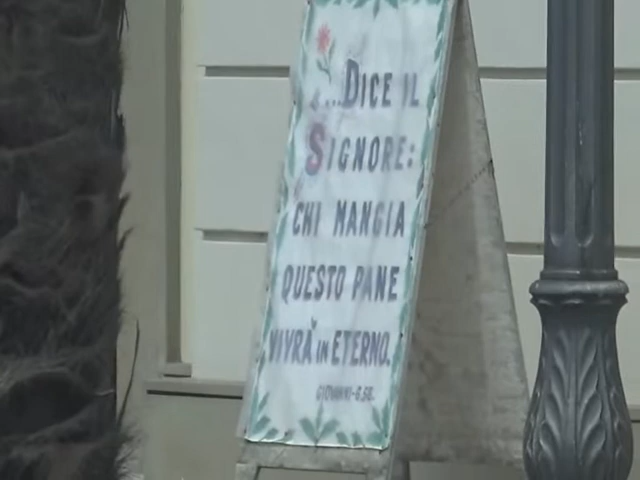 ...DICE IL
SIGNORE:
CHI MANGIA
QUESTO PANE
VIVRÀ IN ETERNO.
GIOVANNI-6,58.